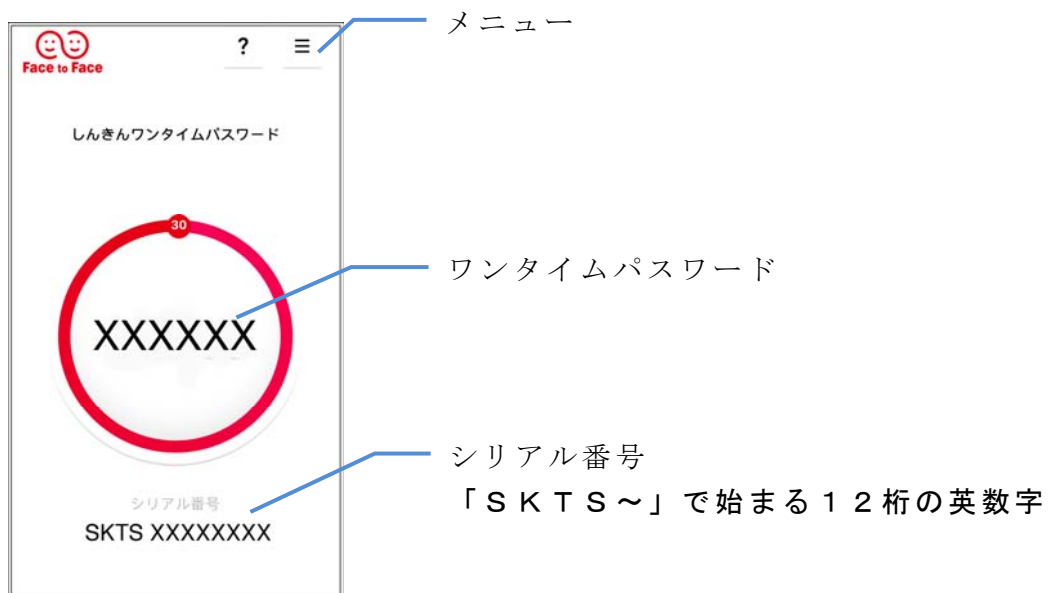 メニュー
? ≡
Face to Face
しんきんワンタイムパスワード
30
ワンタイムパスワード
XXXXXX
シリアル番号
「ＳＫＴＳ～」で始まる１２桁の英数字
シリアル番号
SKTS XXXXXXXX